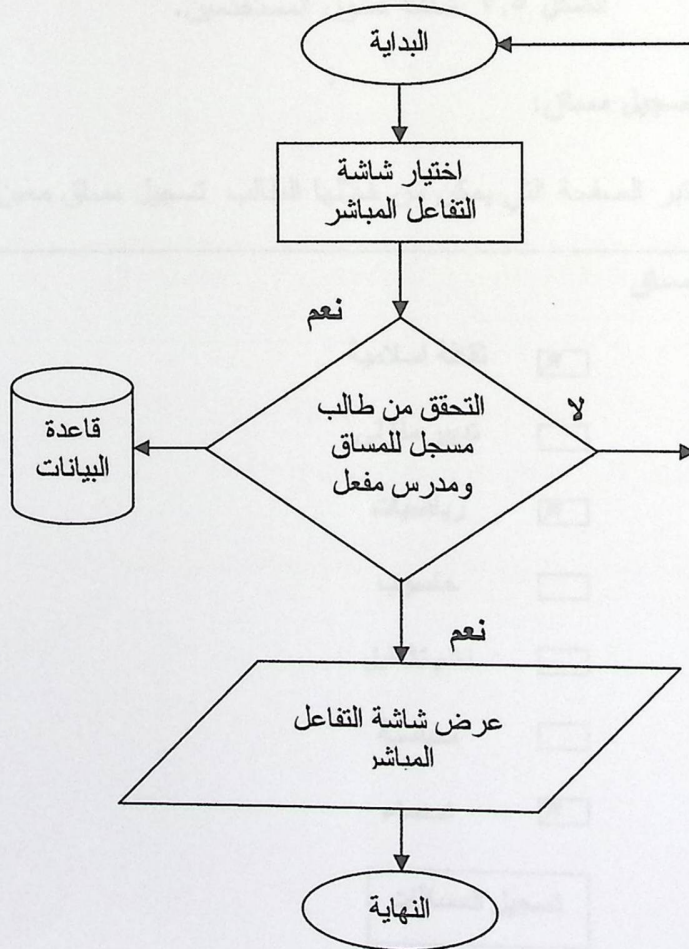 البداية
اختيار شاشة
التفاعل المباشر
نعم
التحقق من طالب
مسجل للمساق
ومدرس مفعل
لا
قاعدة
البيانات
نعم
عرض شاشة التفاعل
المباشر
النهاية